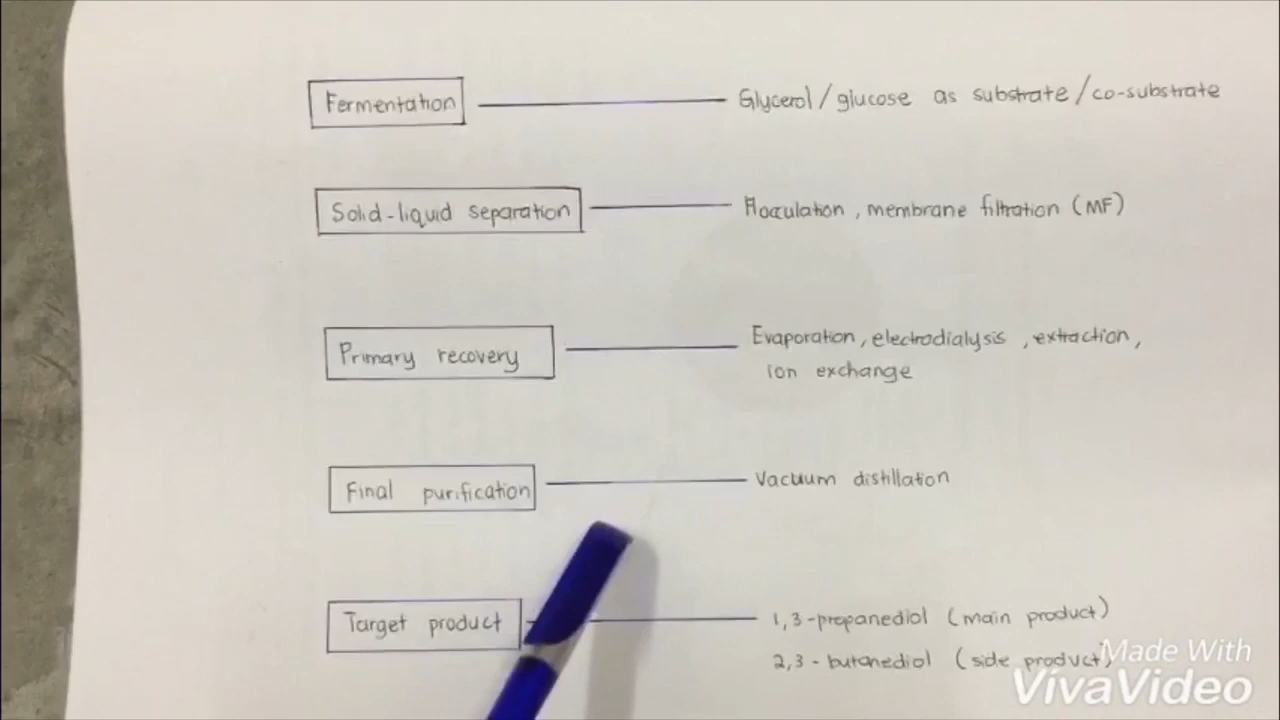 Fermentation Glycerol/glucose as substrate/co-substrate
Solid-liquid separation Flocculation, membrane filtration (MF)
Primary recovery Evaporation, electrodialysis, extraction,
ion exchange
Final purification Vacuum distillation
Target product 1,3-propanediol (main product)
2,3-butanediol (side product)
Made With
VivaVideo